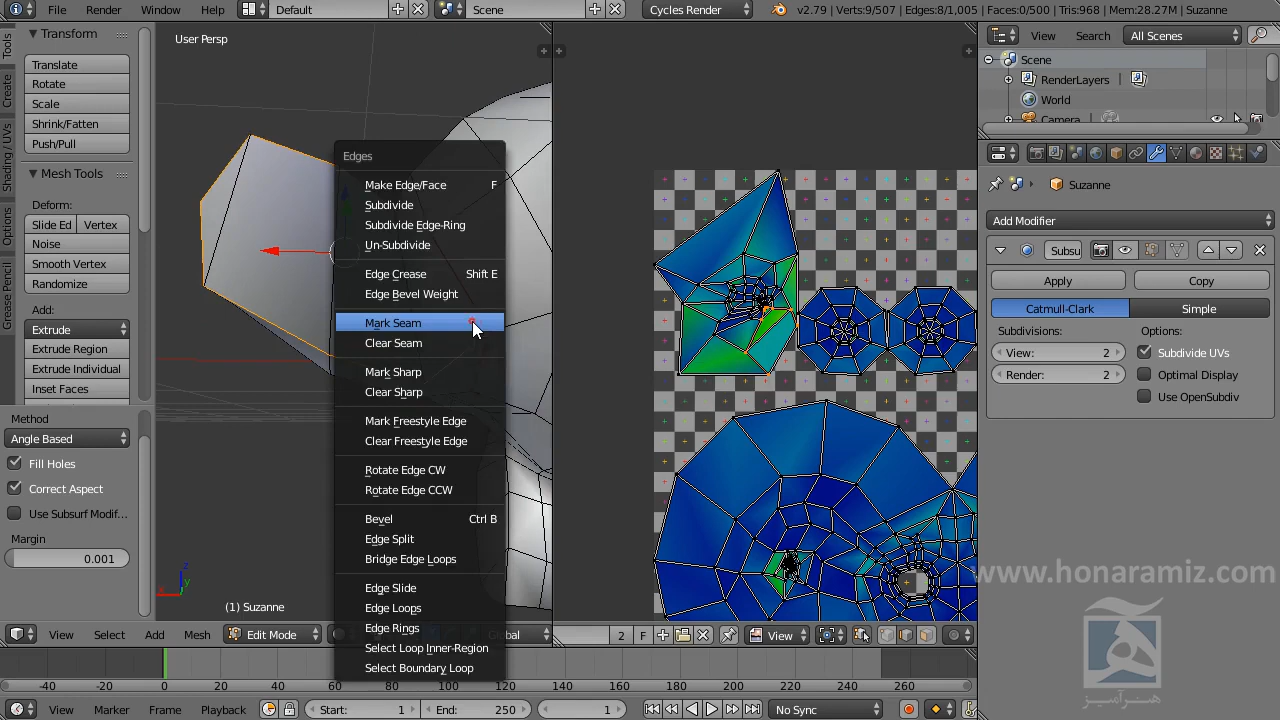 File Render Window Help Default Scene Cycles Render v2.79 | Verts:9/507 | Edges:8/1,005 | Faces:0/500 | Tris:968 | Mem:28.27M | Suzanne
Tools
Create
Shading / UVs
Options
Grease Pencil
Transform
Translate
Rotate
Scale
Shrink/Fatten
Push/Pull
Mesh Tools
Deform:
Slide Ed Vertex
Noise
Smooth Vertex
Randomize
Add:
Extrude
Extrude Region
Extrude Individual
Inset Faces
Method
Angle Based
Fill Holes
Correct Aspect
Use Subsurf Modif...
Margin
0.001
User Persp
(1) Suzanne
Edges
Make Edge/Face F
Subdivide
Subdivide Edge-Ring
Un-Subdivide
Edge Crease Shift E
Edge Bevel Weight
Mark Seam
Clear Seam
Mark Sharp
Clear Sharp
Mark Freestyle Edge
Clear Freestyle Edge
Rotate Edge CW
Rotate Edge CCW
Bevel Ctrl B
Edge Split
Bridge Edge Loops
Edge Slide
Edge Loops
Edge Rings
Select Loop Inner-Region
Select Boundary Loop
View Search All Scenes
Scene
RenderLayers
World
Camera
Suzanne
Add Modifier
Subsu
Apply Copy
Catmull-Clark Simple
Subdivisions: Options:
View: 2 Subdivide UVs
Render: 2 Optimal Display
Use OpenSubdiv
www.honaramiz.com
هنرآمیز
View Select Add Mesh Edit Mode Global 2 F View
-40 -20 0 20 40 60 80 100 120 140 160 180 200 220 240 260
View Marker Frame Playback Start: 1 End: 250 1 No Sync